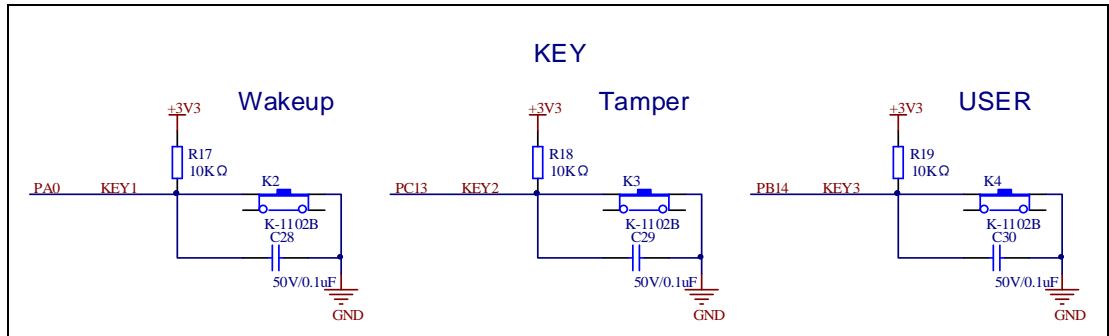 KEY
Wakeup
+3V3
R17
10KΩ
PA0 KEY1
K2
K-1102B
C28
50V/0.1uF
GND
Tamper
+3V3
R18
10KΩ
PC13 KEY2
K3
K-1102B
C29
50V/0.1uF
GND
USER
+3V3
R19
10KΩ
PB14 KEY3
K4
K-1102B
C30
50V/0.1uF
GND